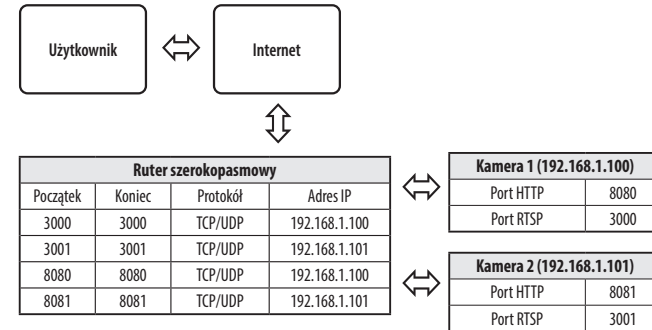 Użytkownik
Internet
Ruter szerokopasmowy
Początek Koniec Protokół Adres IP
3000 3000 TCP/UDP 192.168.1.100
3001 3001 TCP/UDP 192.168.1.101
8080 8080 TCP/UDP 192.168.1.100
8081 8081 TCP/UDP 192.168.1.101
Kamera 1 (192.168.1.100)
Port HTTP 8080
Port RTSP 3000
Kamera 2 (192.168.1.101)
Port HTTP 8081
Port RTSP 3001